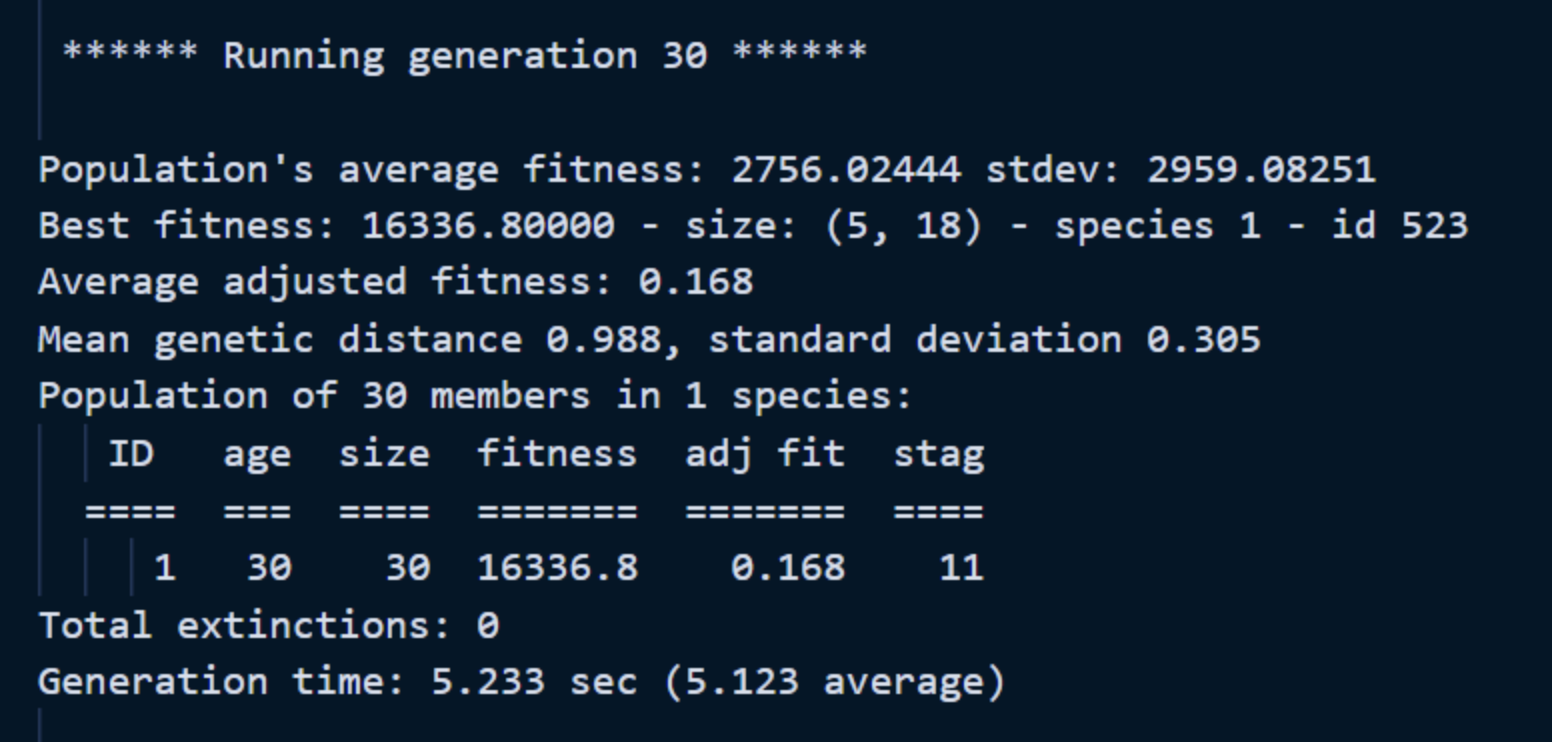 ****** Running generation 30 ******
Population's average fitness: 2756.02444 stdev: 2959.08251
Best fitness: 16336.80000 - size: (5, 18) - species 1 - id 523
Average adjusted fitness: 0.168
Mean genetic distance 0.988, standard deviation 0.305
Population of 30 members in 1 species:
ID age size fitness adj fit stag
==== === ==== ======= ======= ====
1 30 30 16336.8 0.168 11
Total extinctions: 0
Generation time: 5.233 sec (5.123 average)